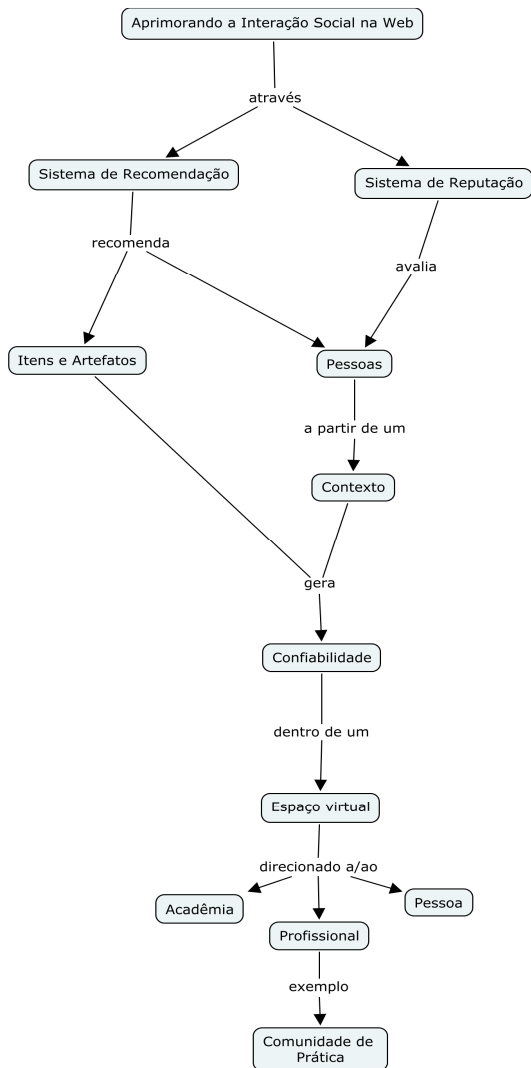 Aprimorando a Interação Social na Web
através
Sistema de Recomendação
Sistema de Reputação
recomenda
avalia
Itens e Artefatos
Pessoas
a partir de um
Contexto
gera
Confiabilidade
dentro de um
Espaço virtual
direcionado a/ao
Acadêmia
Pessoa
Profissional
exemplo
Comunidade de
Prática